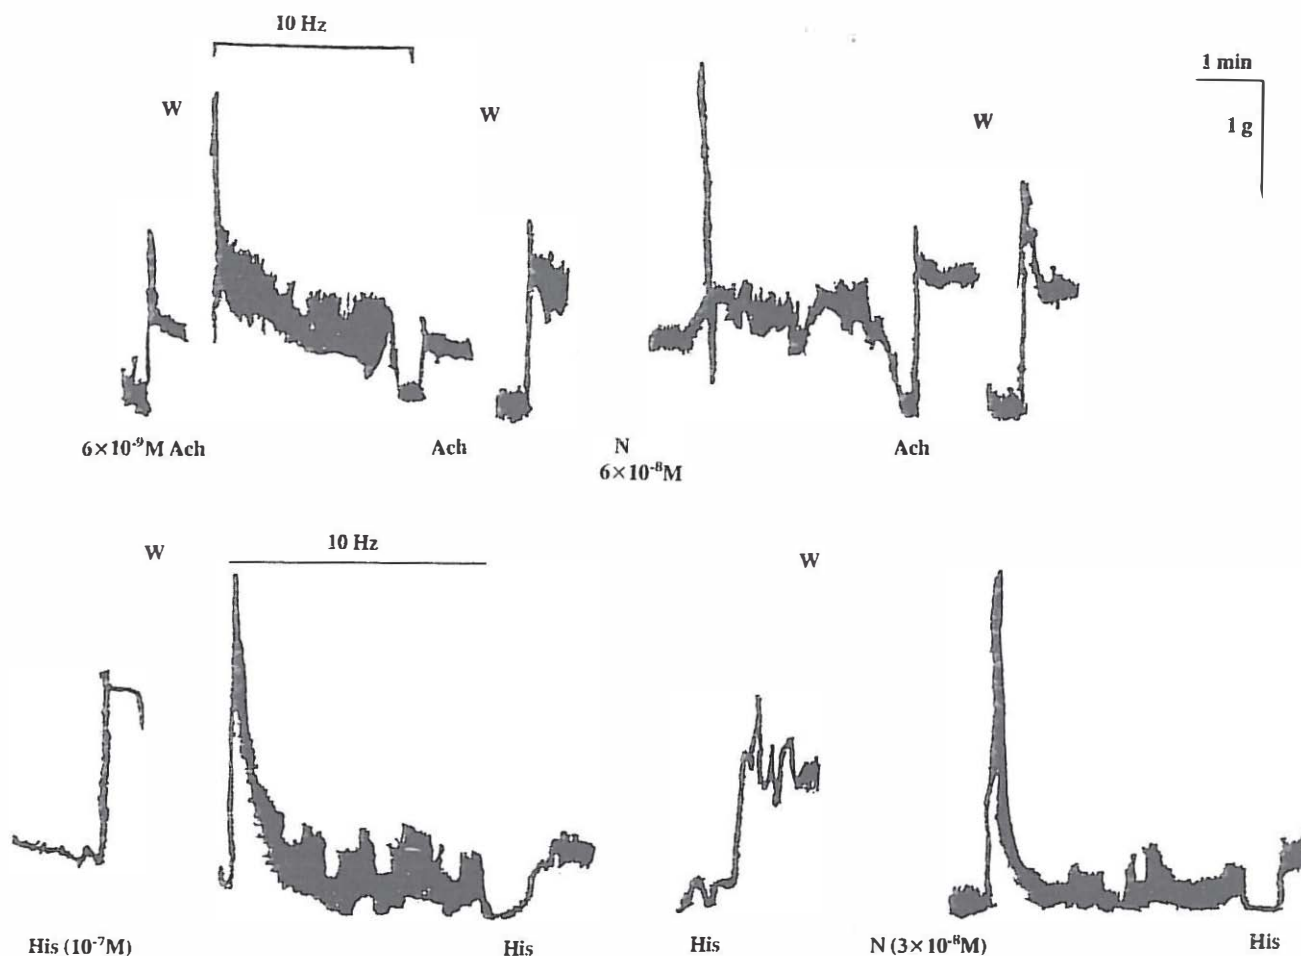 10 Hz
W
W
W
1 min
1 g
6×10⁻⁹M Ach
Ach
N
6×10⁻⁸M
Ach
W
10 Hz
W
His (10⁻⁷M)
His
His
N (3×10⁻⁸M)
His